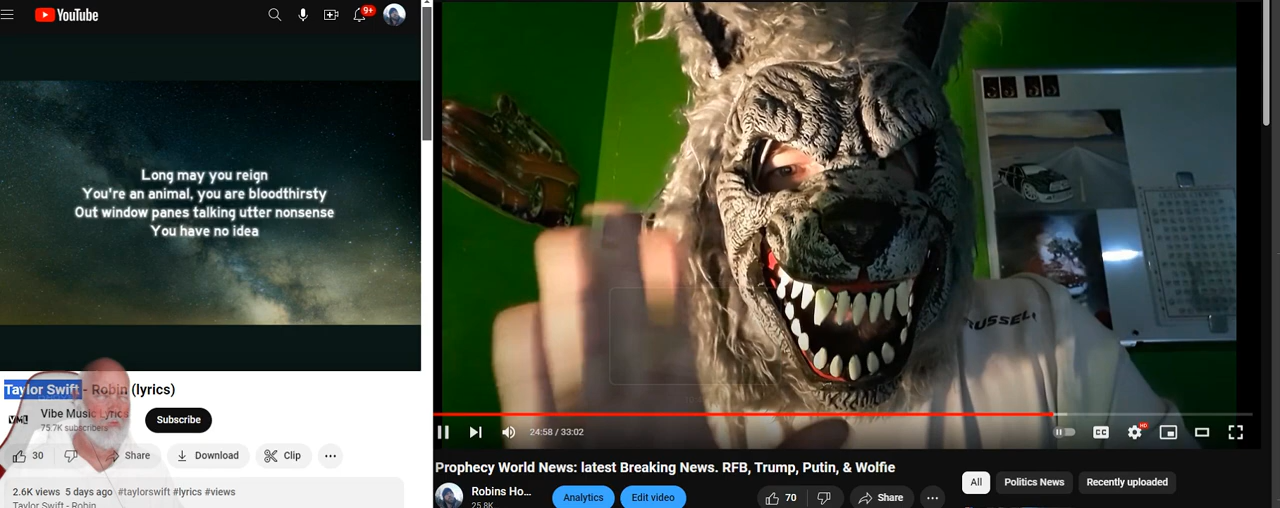 YouTube
9+
Long may you reign
You're an animal, you are bloodthirsty
Out window panes talking utter nonsense
You have no idea
Taylor Swift - Robin (lyrics)
VML
Vibe Music Lyrics
75.7K subscribers
Subscribe
30
Share
Download
Clip
2.6K views 5 days ago #taylorswift #lyrics #views
Taylor Swift - Robin
RUSSELL
24:58 / 33:02
CC
HD
Prophecy World News: latest Breaking News. RFB, Trump, Putin, & Wolfie
Robins Ho...
25.8K
Analytics
Edit video
70
Share
All
Politics News
Recently uploaded